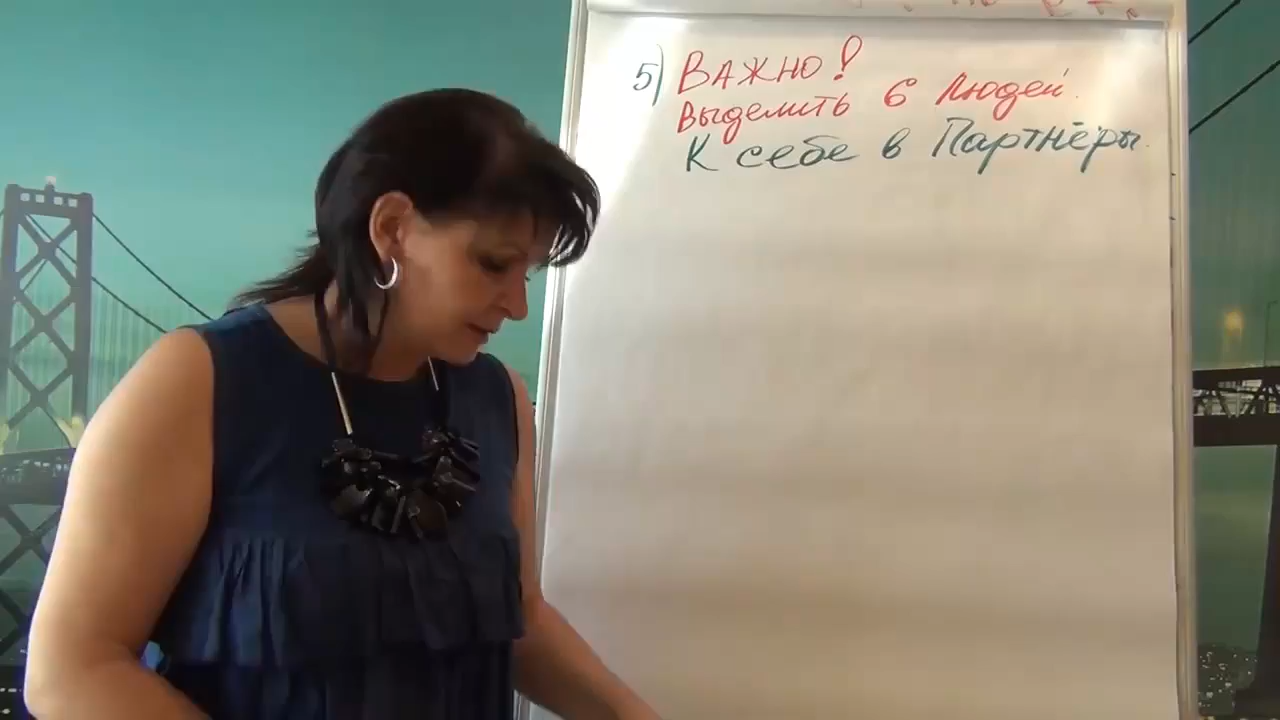 5) Важно!
Выделить 6 Людей.
К себе в Партнёры.